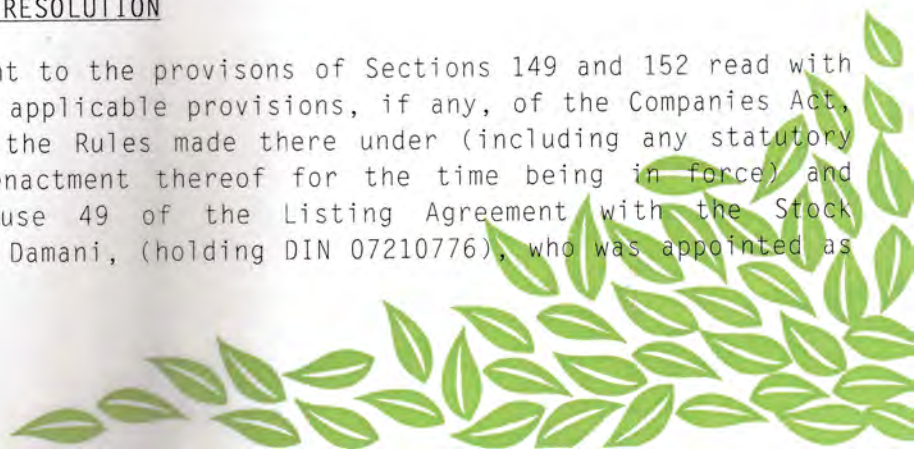 RESOLUTION
nt to the provisons of Sections 149 and 152 read with
applicable provisions, if any, of the Companies Act,
the Rules made there under (including any statutory
enactment thereof for the time being in force) and
use 49 of the Listing Agreement with the Stock
Damani, (holding DIN 07210776), who was appointed as